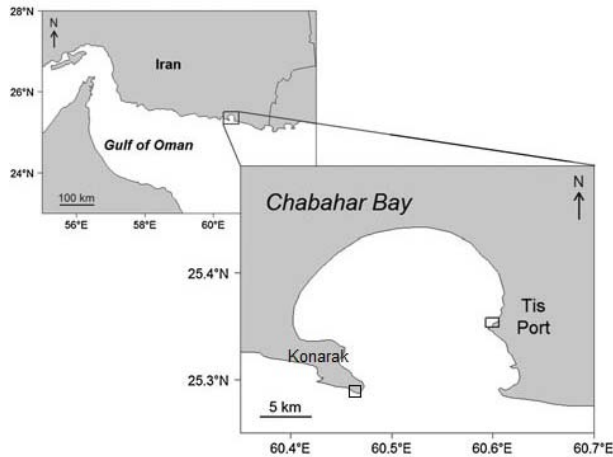 28°N
N
Iran
26°N
Gulf of Oman
24°N
100 km
56°E
58°E
60°E
N
Chabahar Bay
25.4°N
Tis
Port
Konarak
25.3°N
5 km
60.4°E
60.5°E
60.6°E
60.7°E